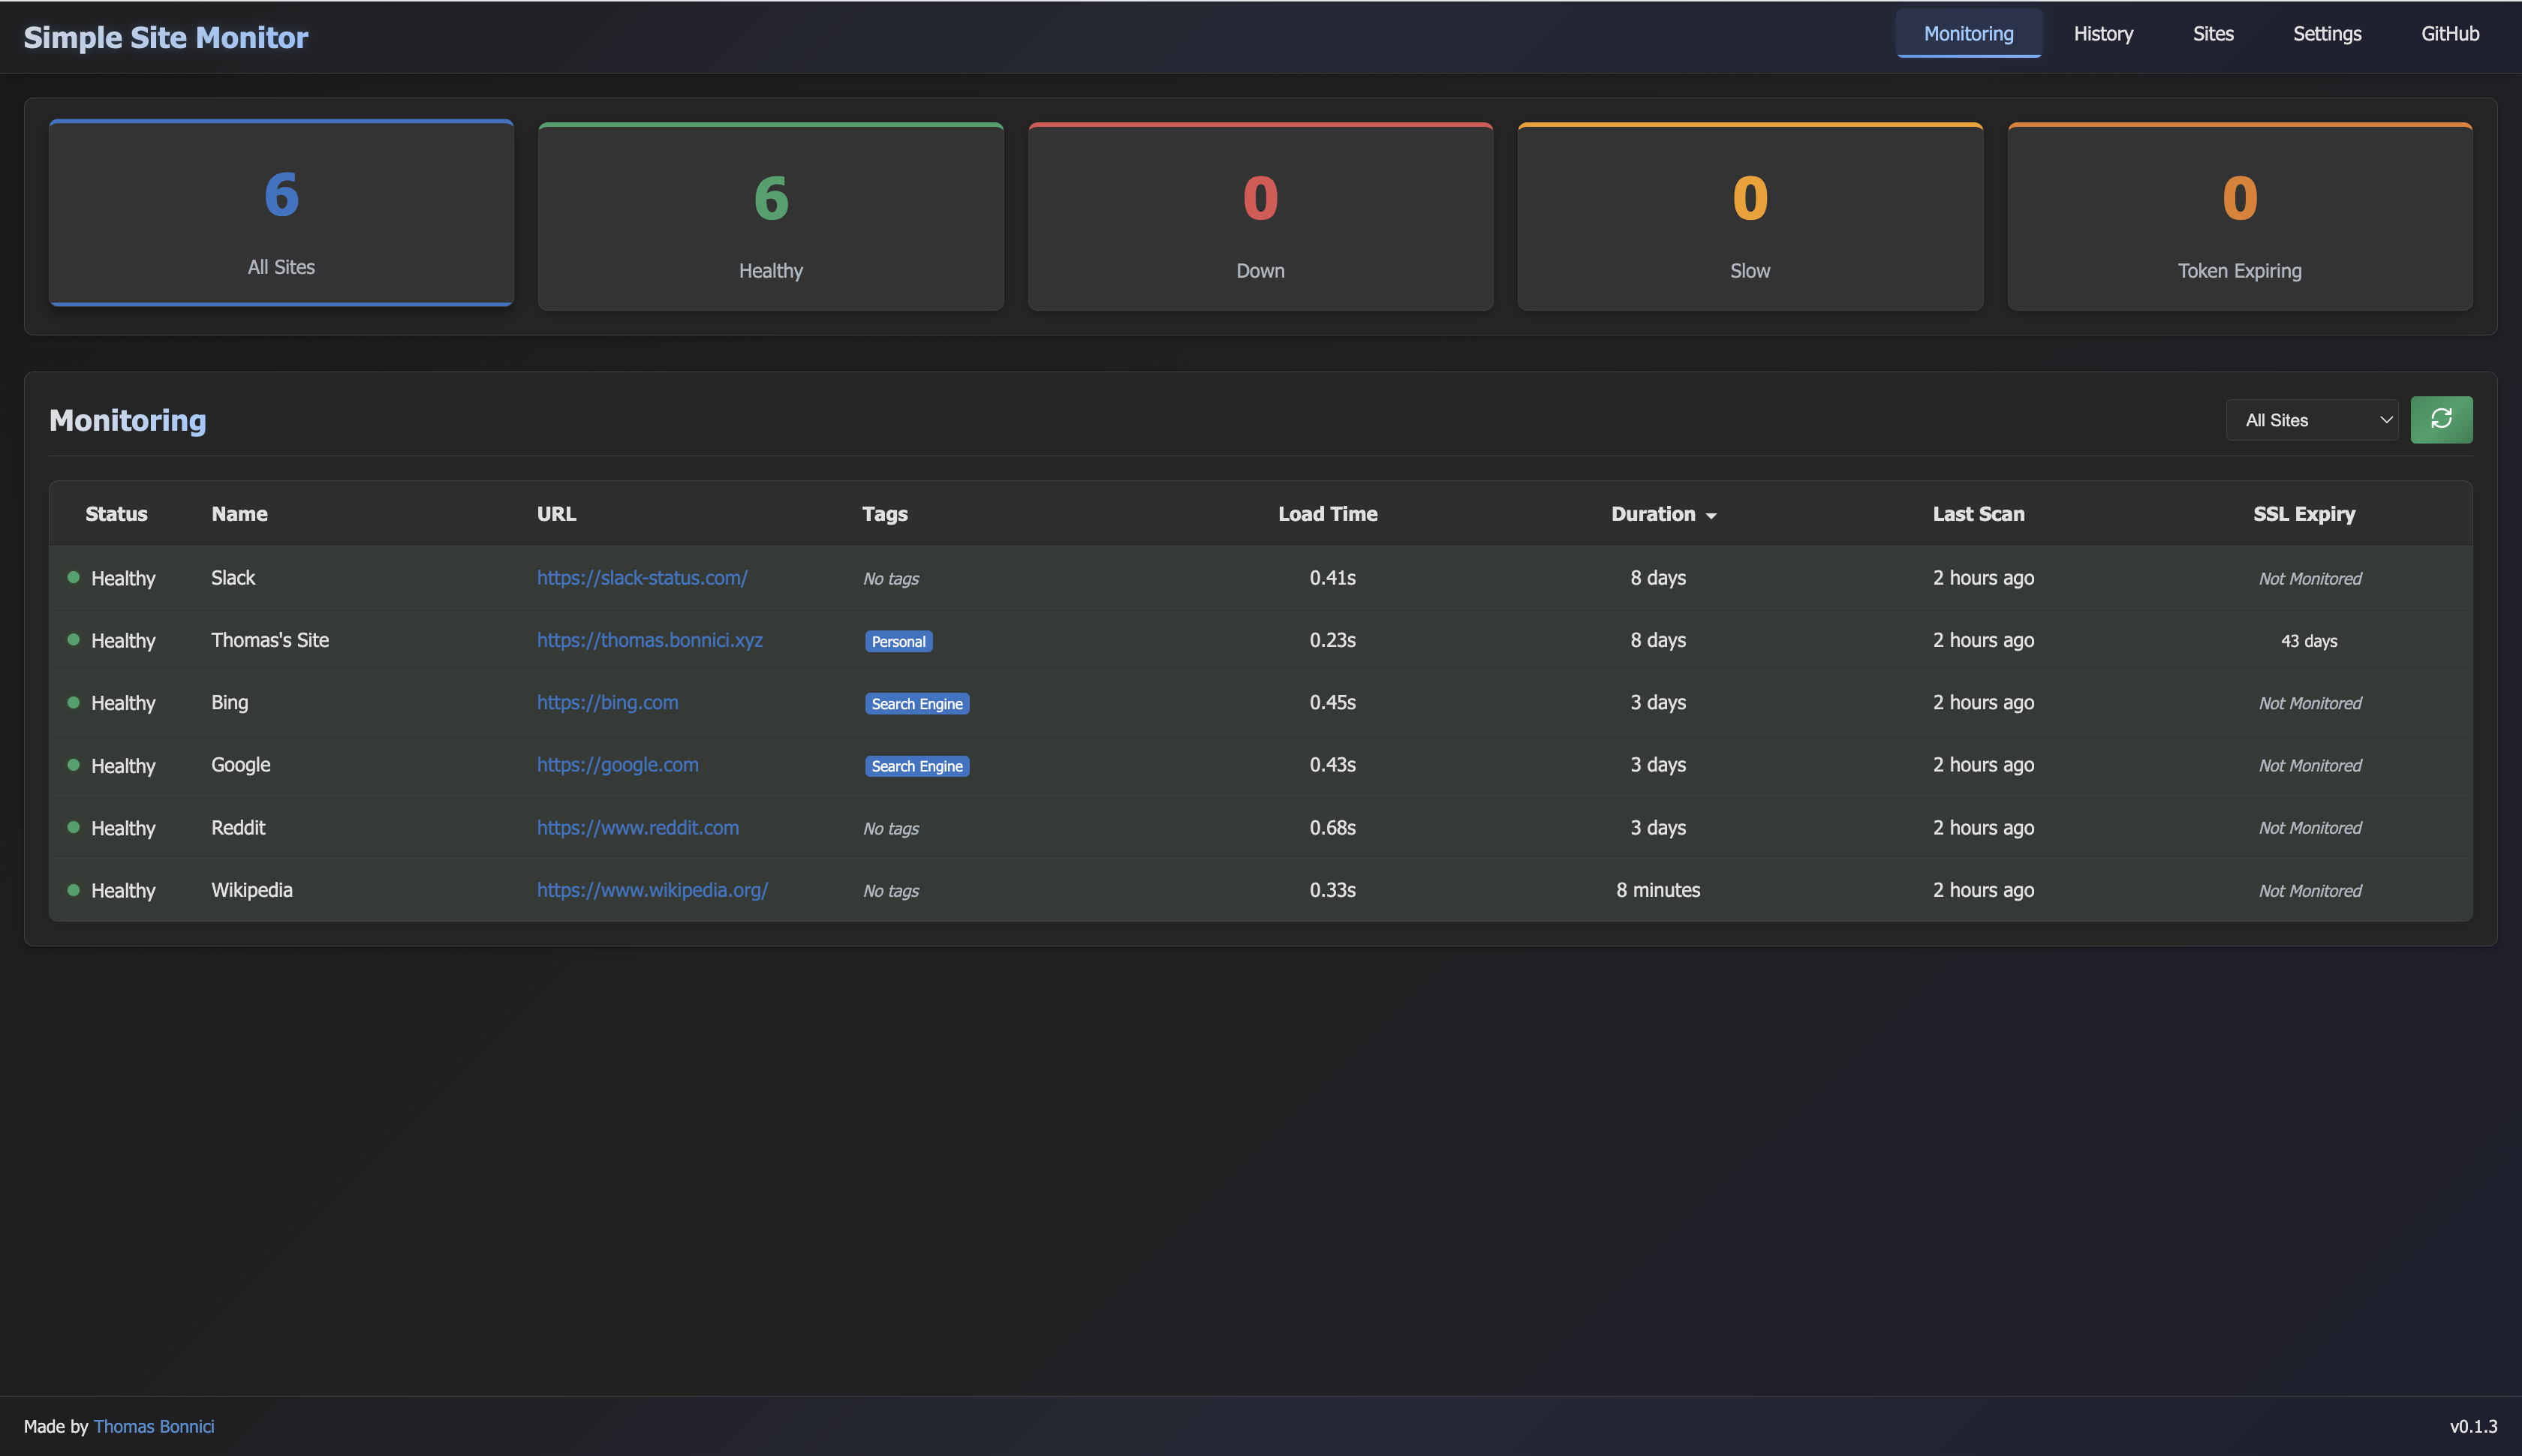 Simple Site Monitor
Monitoring History Sites Settings GitHub
6 6 0 0 0
All Sites Healthy Down Slow Token Expiring
Monitoring
All Sites
Status Name URL Tags Load Time Duration Last Scan SSL Expiry
Healthy Slack https://slack-status.com/ No tags 0.41s 8 days 2 hours ago Not Monitored
Healthy Thomas's Site https://thomas.bonnici.xyz Personal 0.23s 8 days 2 hours ago 43 days
Healthy Bing https://bing.com Search Engine 0.45s 3 days 2 hours ago Not Monitored
Healthy Google https://google.com Search Engine 0.43s 3 days 2 hours ago Not Monitored
Healthy Reddit https://www.reddit.com No tags 0.68s 3 days 2 hours ago Not Monitored
Healthy Wikipedia https://www.wikipedia.org/ No tags 0.33s 8 minutes 2 hours ago Not Monitored
Made by Thomas Bonnici
v0.1.3